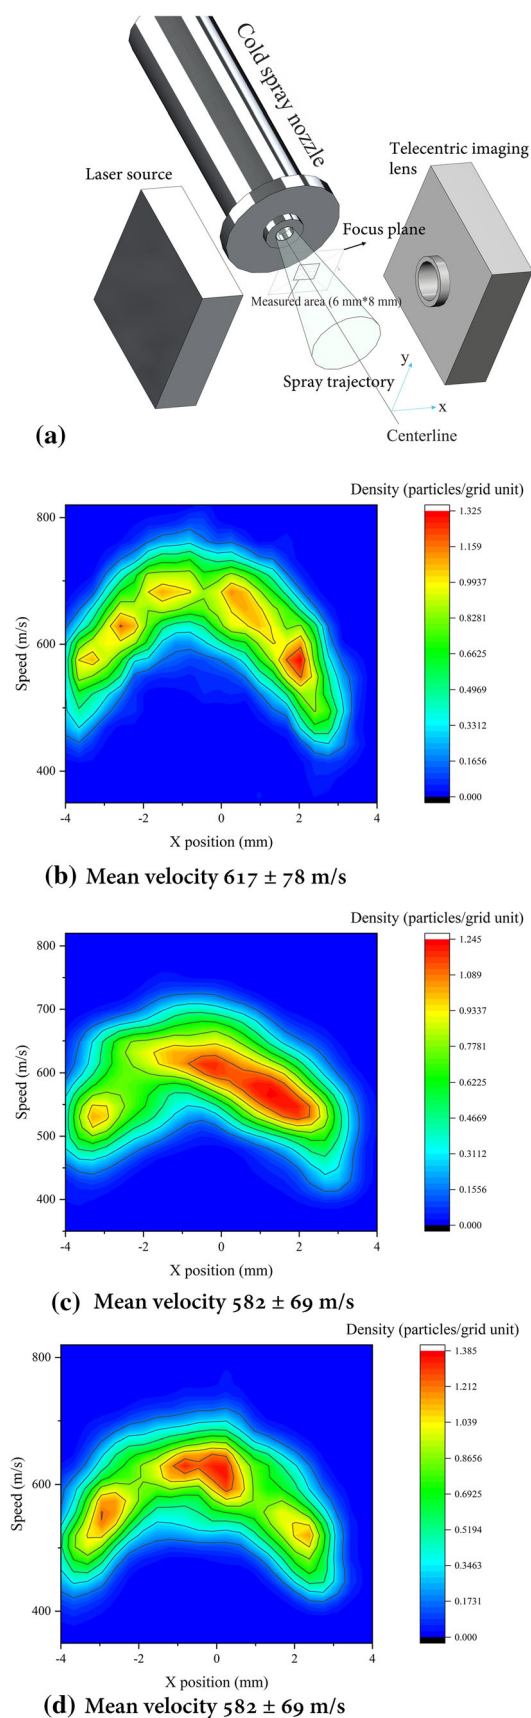 Cold spray nozzle
Laser source
Telecentric imaging
lens
Focus plane
Measured area (6 mm*8 mm)
Spray trajectory
y
x
Centerline
(a)
Density (particles/grid unit)
800
600
400
Speed (m/s)
-4
-2
0
2
4
X position (mm)
1.325
1.159
0.9937
0.8281
0.6625
0.4969
0.3312
0.1656
0.000
(b) Mean velocity 617 ± 78 m/s
Density (particles/grid unit)
800
700
600
500
400
Speed (m/s)
-4
-2
0
2
4
X position (mm)
1.245
1.089
0.9337
0.7781
0.6225
0.4669
0.3112
0.1556
0.000
(c) Mean velocity 582 ± 69 m/s
Density (particles/grid unit)
800
600
400
Speed (m/s)
-4
-2
0
2
4
X position (mm)
1.385
1.212
1.039
0.8656
0.6925
0.5194
0.3463
0.1731
0.000
(d) Mean velocity 582 ± 69 m/s